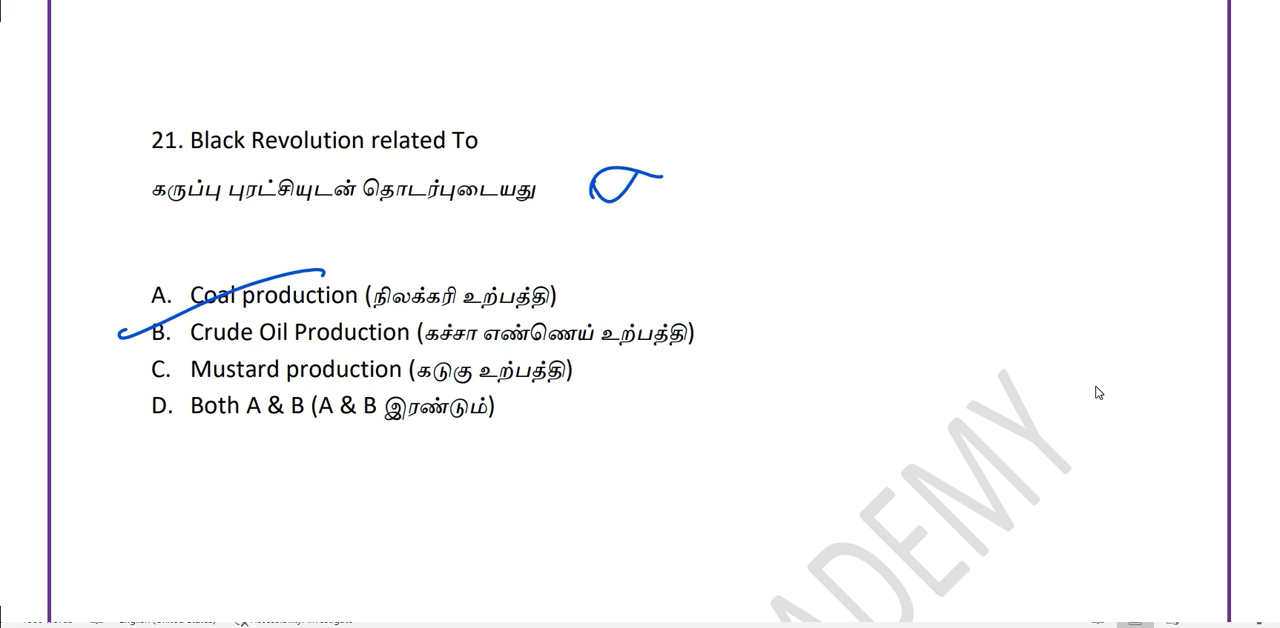 21. Black Revolution related To
கருப்பு புரட்சியுடன் தொடர்புடையது
A. Coal production (நிலக்கரி உற்பத்தி)
B. Crude Oil Production (கச்சா எண்ணெய் உற்பத்தி)
C. Mustard production (கடுகு உற்பத்தி)
D. Both A & B (A & B இரண்டும்)
ADEMY